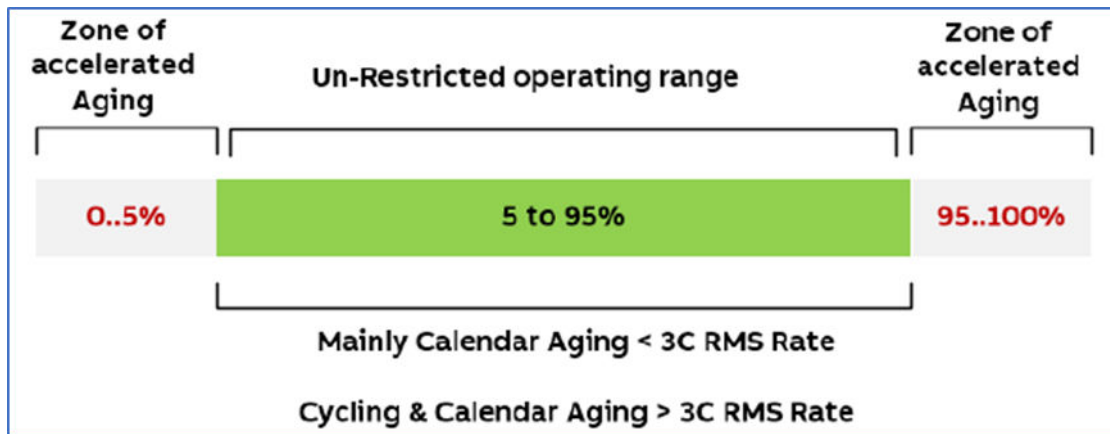 Zone of
accelerated
Aging
Un-Restricted operating range
Zone of
accelerated
Aging
0..5%
5 to 95%
95..100%
Mainly Calendar Aging < 3C RMS Rate
Cycling & Calendar Aging > 3C RMS Rate